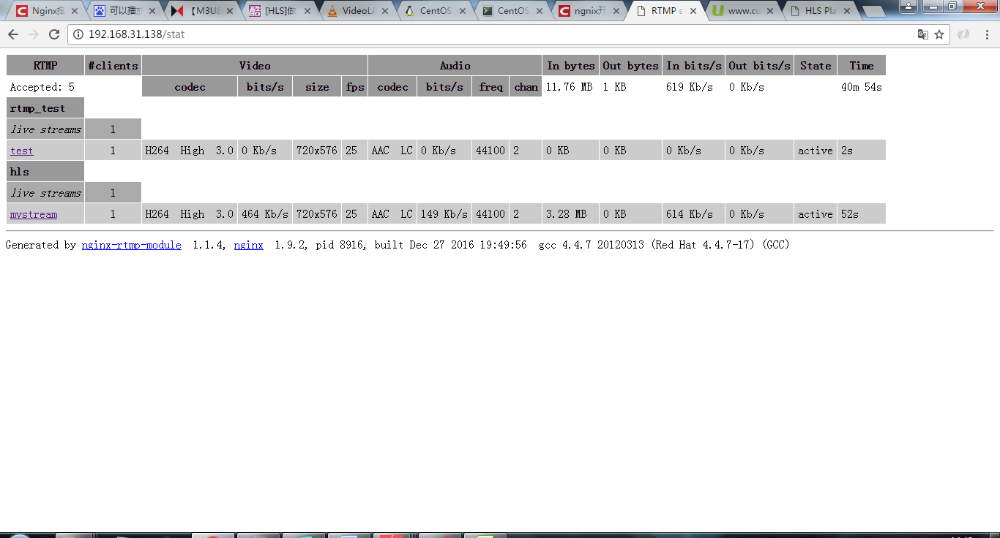 Nginx搭
可以播放
【M3U8
[HLS]做
VideoLA
CentOS
CentOS
ngnix开
RTMP s
www.cu
HLS Pla
192.168.31.138/stat
RTMP #clients Video Audio In bytes Out bytes In bits/s Out bits/s State Time
Accepted: 5 codec bits/s size fps codec bits/s freq chan 11.76 MB 1 KB 619 Kb/s 0 Kb/s 40m 54s
rtmp_test
live streams 1
test 1 H264 High 3.0 0 Kb/s 720x576 25 AAC LC 0 Kb/s 44100 2 0 KB 0 KB 0 Kb/s 0 Kb/s active 2s
hls
live streams 1
mystream 1 H264 High 3.0 464 Kb/s 720x576 25 AAC LC 149 Kb/s 44100 2 3.28 MB 0 KB 614 Kb/s 0 Kb/s active 52s
Generated by nginx-rtmp-module 1.1.4, nginx 1.9.2, pid 8916, built Dec 27 2016 19:49:56 gcc 4.4.7 20120313 (Red Hat 4.4.7-17) (GCC)